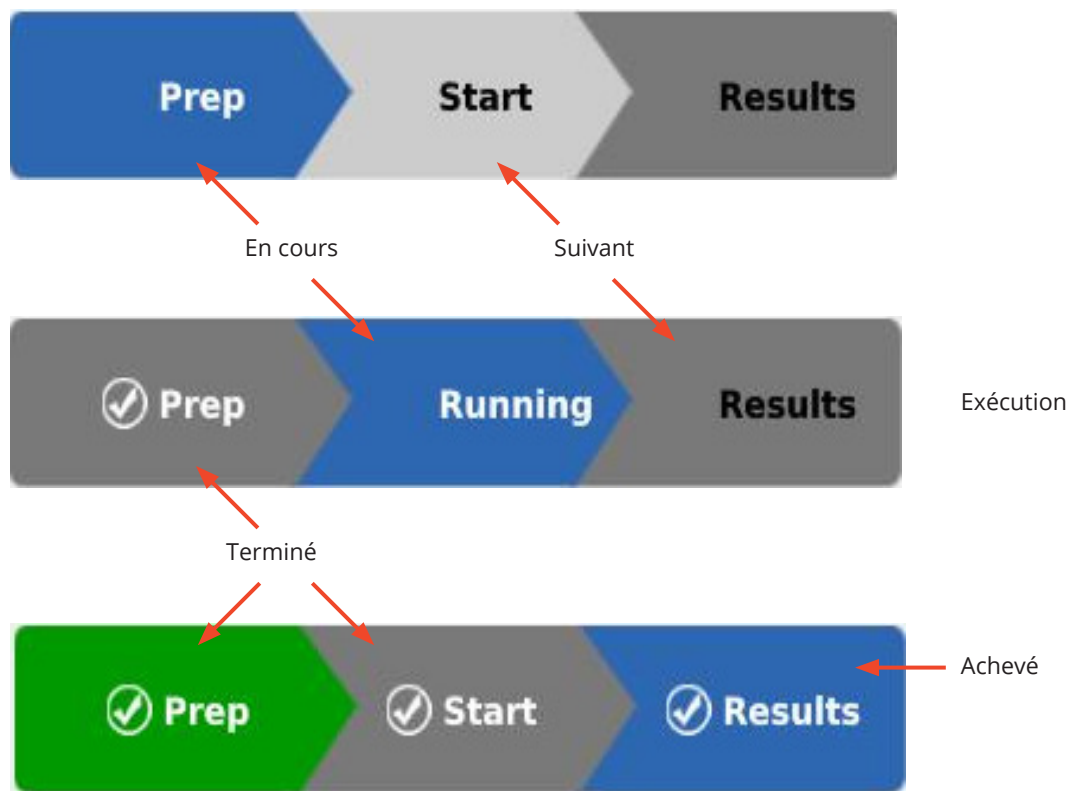 Prep Start Results
En cours Suivant
Prep Running Results Exécution
Terminé
Achevé
Prep Start Results